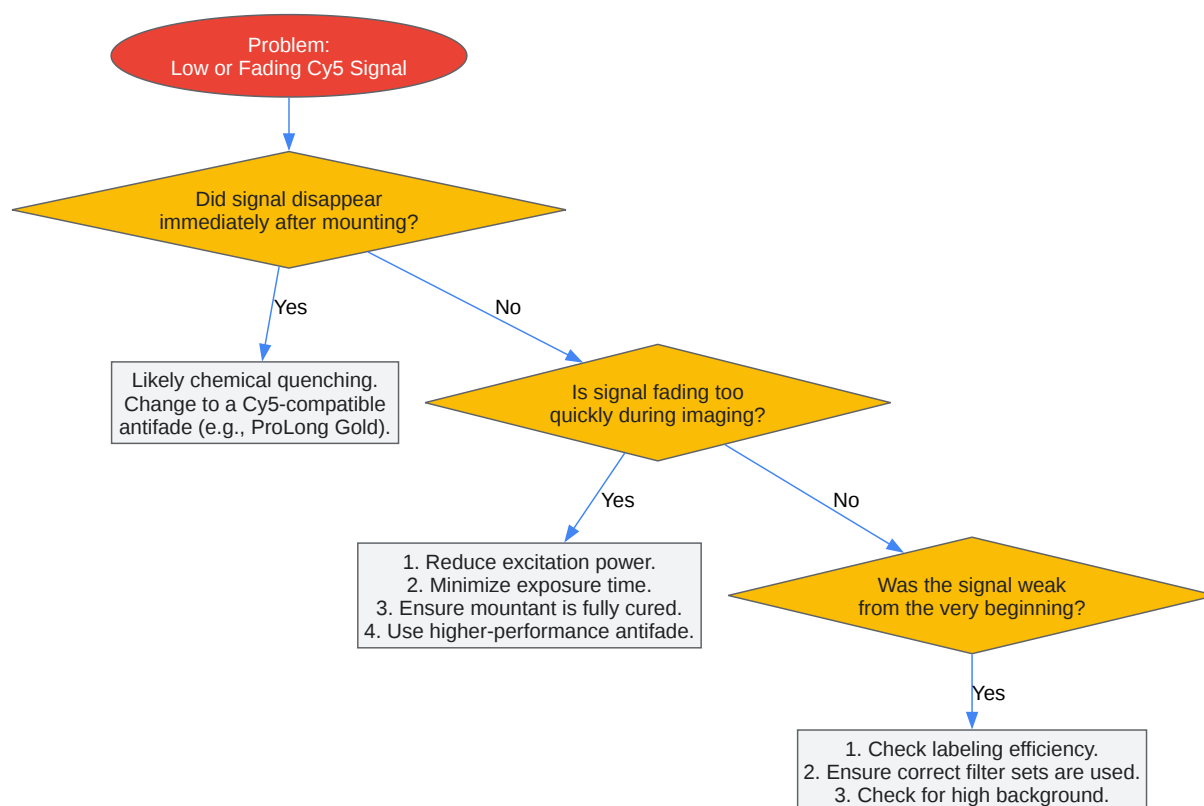 Problem:
Low or Fading Cy5 Signal
Did signal disappear
immediately after mounting?
Yes
No
Likely chemical quenching.
Change to a Cy5-compatible
antifade (e.g., ProLong Gold).
Is signal fading too
quickly during imaging?
Yes
No
1. Reduce excitation power.
2. Minimize exposure time.
3. Ensure mountant is fully cured.
4. Use higher-performance antifade.
Was the signal weak
from the very beginning?
Yes
1. Check labeling efficiency.
2. Ensure correct filter sets are used.
3. Check for high background.